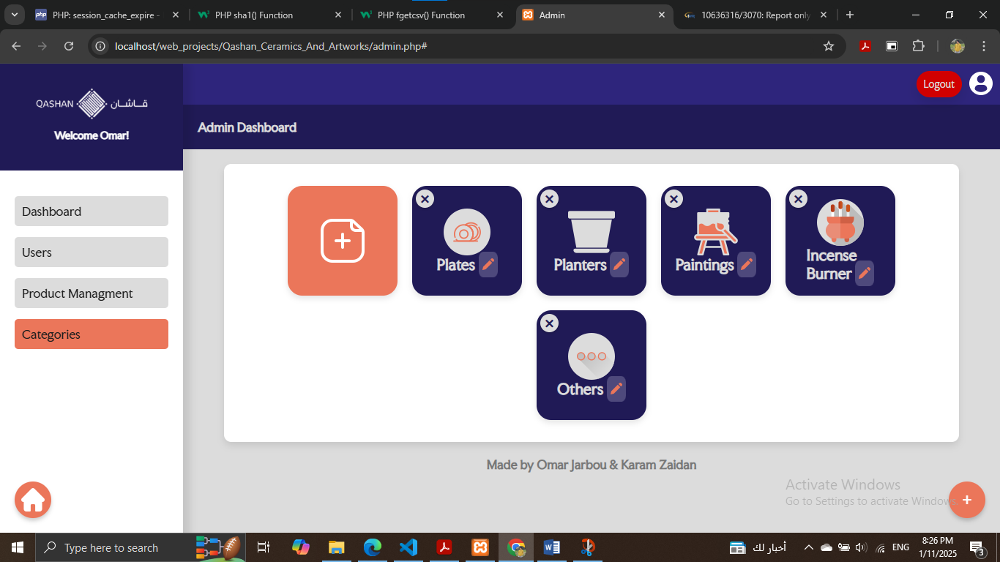 PHP: session_cache_expire -
PHP sha1() Function
PHP fgetcsv() Function
Admin
10636316/3070: Report only
localhost/web_projects/Qashan_Ceramics_And_Artworks/admin.php#
Logout
QASHAN قاشان
Welcome Omar!
Admin Dashboard
Dashboard
Users
Product Managment
Categories
Plates
Planters
Paintings
Incense
Burner
Others
Made by Omar Jarbou & Karam Zaidan
Activate Windows
Go to Settings to activate Windows
Type here to search
أخبار لك
ENG
8:26 PM
1/11/2025
3